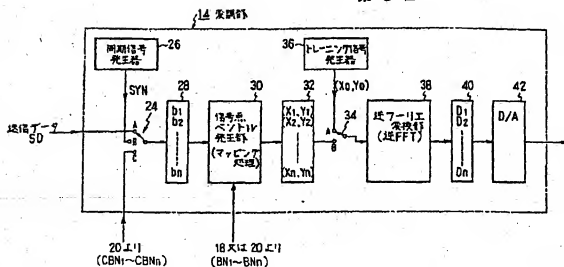 14 変調部
同期信号
発生器
26
SYN
送信データ
SD
A
B
C
24
28
b1
b2
bn
30
信号点
ベクトル
発生部
(マッピング
処理)
32
(X1,Y1)
(X2,Y2)
(Xn,Yn)
36
トレーニング信号
発生器
(X0,Y0)
A
B
34
38
逆フーリエ
変換部
(逆FFT)
40
D1
D2
Dn
42
D/A
20より
(CBN1~CBNn)
18又は20より
(BN1~BNn)